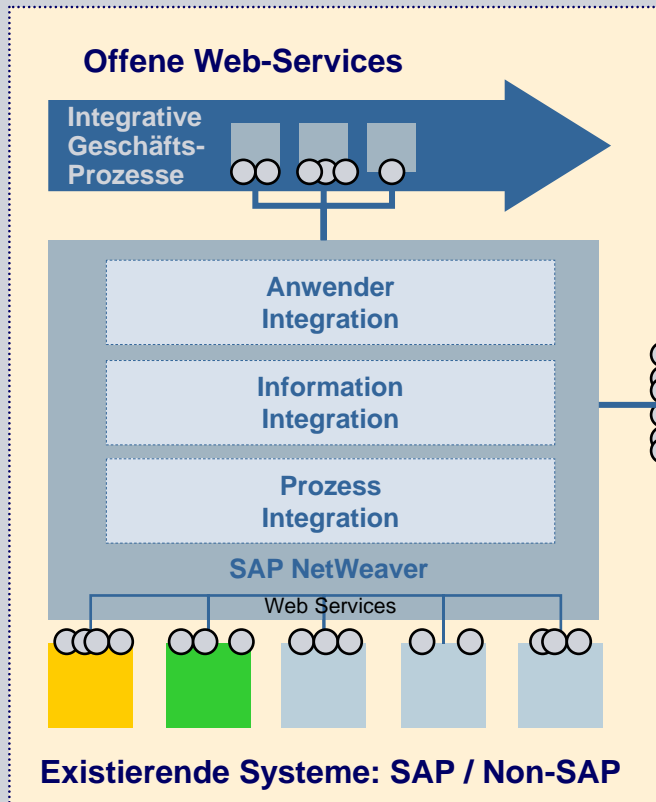 Offene Web-Services
Integrative
Geschäfts-
Prozesse
Anwender
Integration
Information
Integration
Prozess
Integration
SAP NetWeaver
Web Services
Existierende Systeme: SAP / Non-SAP